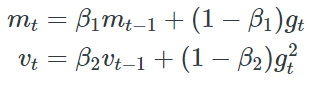 m_t = β_1 m_{t−1} + (1 − β_1)g_t
v_t = β_2 v_{t−1} + (1 − β_2)g_t^2